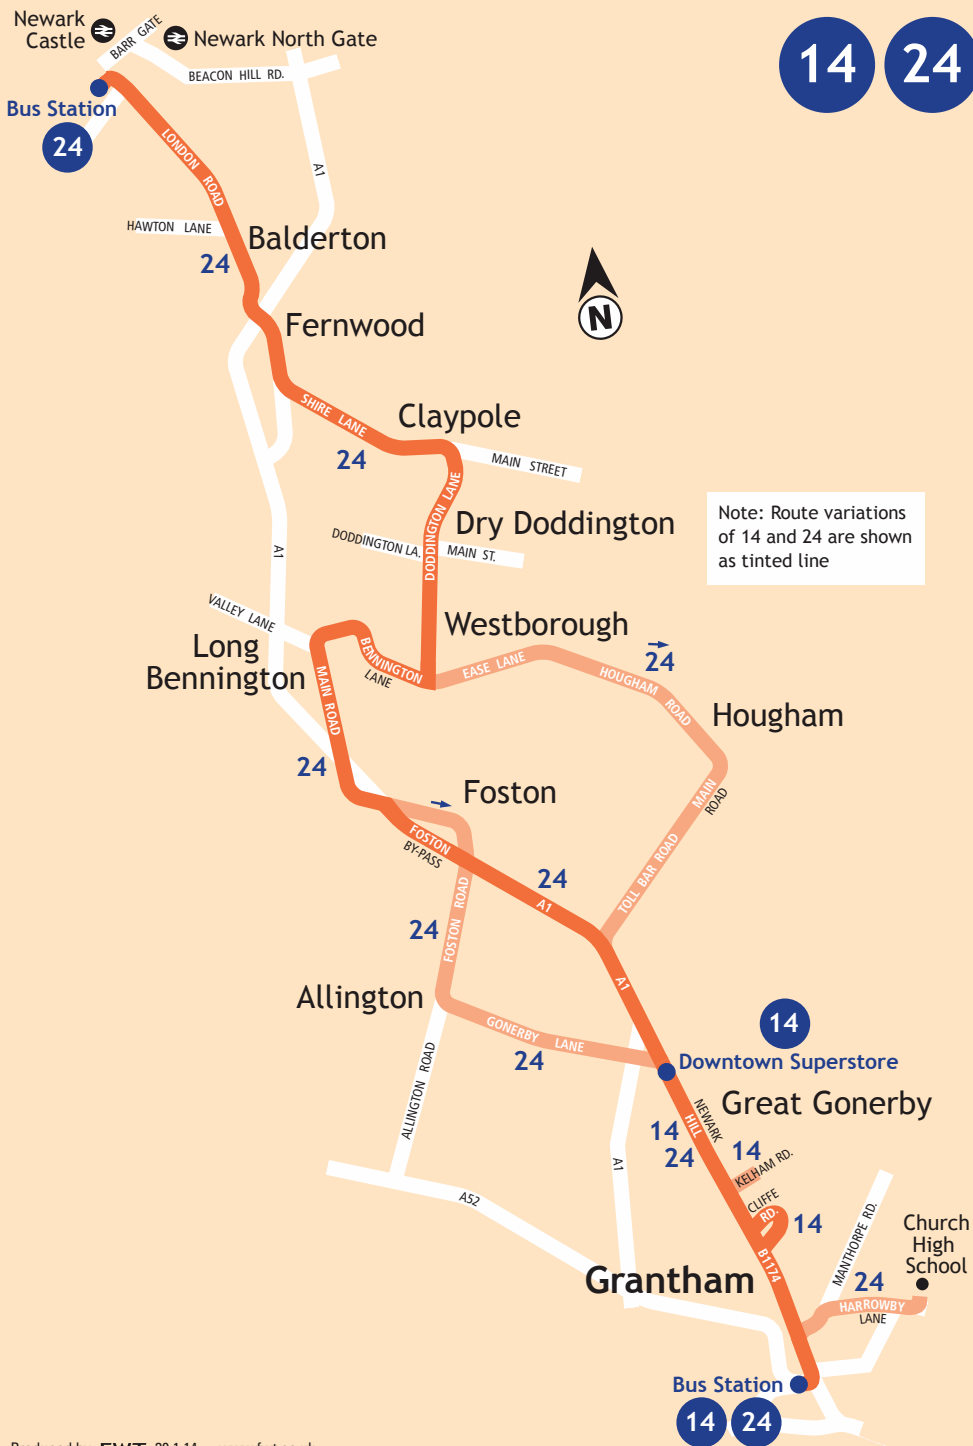 Newark
Castle
BARR GATE
Newark North Gate
BEACON HILL RD.
14
24
Bus Station
24
LONDON ROAD
A1
HAWTON LANE
Balderton
24
Fernwood
N
SHIRE LANE
Claypole
24
MAIN STREET
DODDINGTON LANE
Dry Doddington
Note: Route variations
of 14 and 24 are shown
as tinted line
DODDINGTON LA.
MAIN ST.
A1
VALLEY LANE
Westborough
Long
Bennington
BENNINGTON
LANE
EASE LANE
24
HOUGHAM ROAD
MAIN ROAD
Hougham
24
Foston
MAIN
ROAD
FOSTON
BY-PASS
TOLL BAR ROAD
24
A1
FOSTON ROAD
24
A1
Allington
GONERBY LANE
24
14
Downtown Superstore
ALLINGTON ROAD
Great Gonerby
NEWARK
HILL
14
24
14
KELHAM RD.
A1
CLIFFE
RD.
14
A52
B1174
MANTHORPE RD.
Church
High
School
Grantham
24
HARROWBY
LANE
Bus Station
14
24